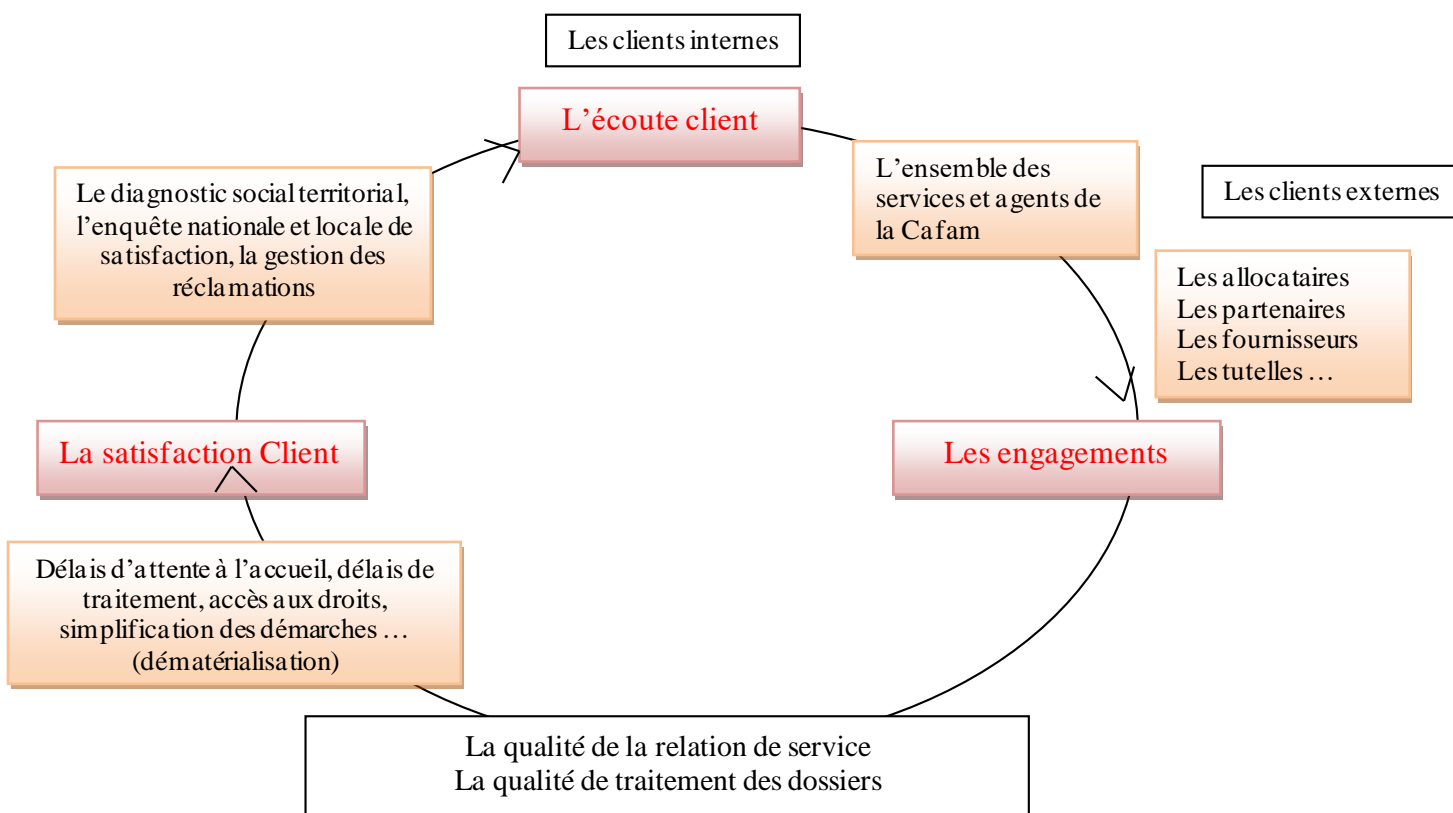 Les clients internes
L'écoute client
L'ensemble des
services et agents de
la Cafam
Les clients externes
Les allocataires
Les partenaires
Les fournisseurs
Les tutelles …
Le diagnostic social territorial,
l'enquête nationale et locale de
satisfaction, la gestion des
réclamations
La satisfaction Client
Les engagements
Délais d'attente à l'accueil, délais de
traitement, accès aux droits,
simplification des démarches …
(dématérialisation)
La qualité de la relation de service
La qualité de traitement des dossiers